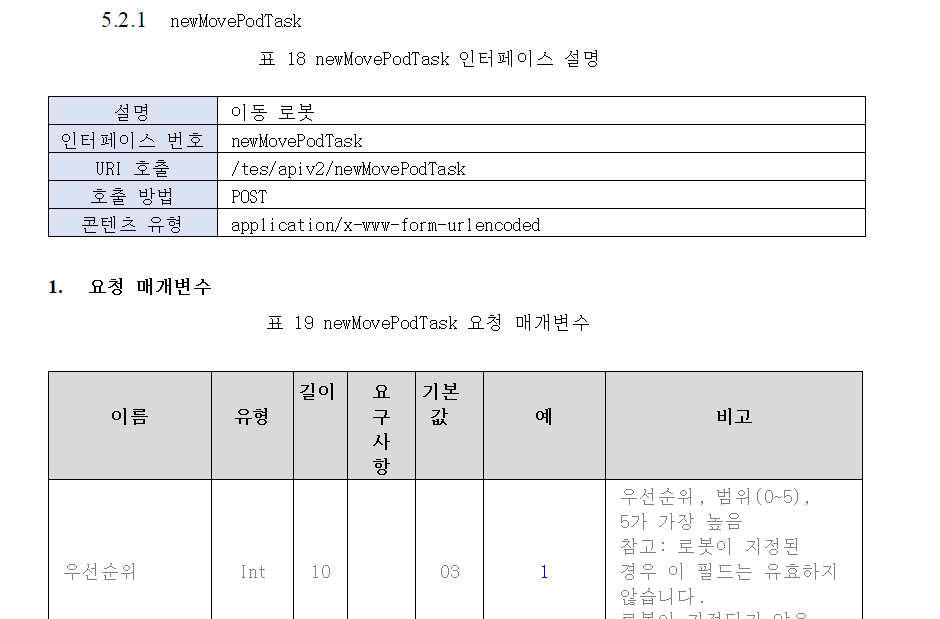 5.2.1 newMovePodTask
표 18 newMovePodTask 인터페이스 설명
설명 이동 로봇
인터페이스 번호 newMovePodTask
URI 호출 /tes/apiv2/newMovePodTask
호출 방법 POST
콘텐츠 유형 application/x-www-form-urlencoded
1. 요청 매개변수
표 19 newMovePodTask 요청 매개변수
이름 유형 길이 요구사항 기본값 예 비고
우선순위 Int 10 03 1
우선순위, 범위(0~5),
5가 가장 높음
참고: 로봇이 지정된
경우 이 필드는 유효하지
않습니다.